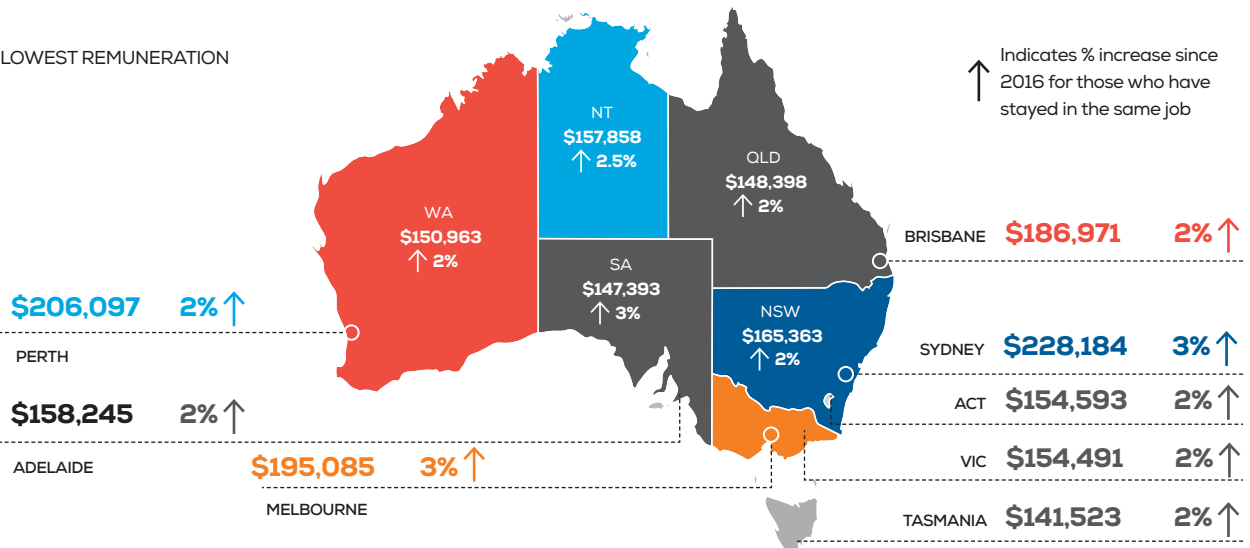 LOWEST REMUNERATION
Indicates % increase since
2016 for those who have
stayed in the same job
NT
$157,858
↑ 2.5%
QLD
$148,398
↑ 2%
WA
$150,963
↑ 2%
SA
$147,393
↑ 3%
NSW
$165,363
↑ 2%
BRISBANE $186,971 2% ↑
$206,097 2% ↑
PERTH
SYDNEY $228,184 3% ↑
$158,245 2% ↑
ADELAIDE
ACT $154,593 2% ↑
$195,085 3% ↑
MELBOURNE
VIC $154,491 2% ↑
TASMANIA $141,523 2% ↑